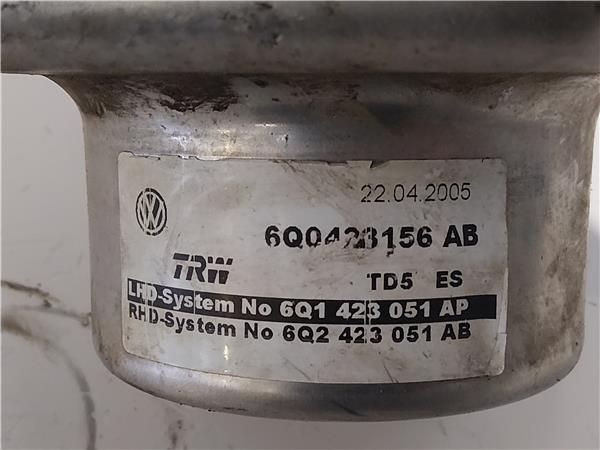 22.04.2005
6Q0423156 AB
TRW
TD5 ES
LHD-System No 6Q1 423 051 AP
RHD-System No 6Q2 423 051 AB